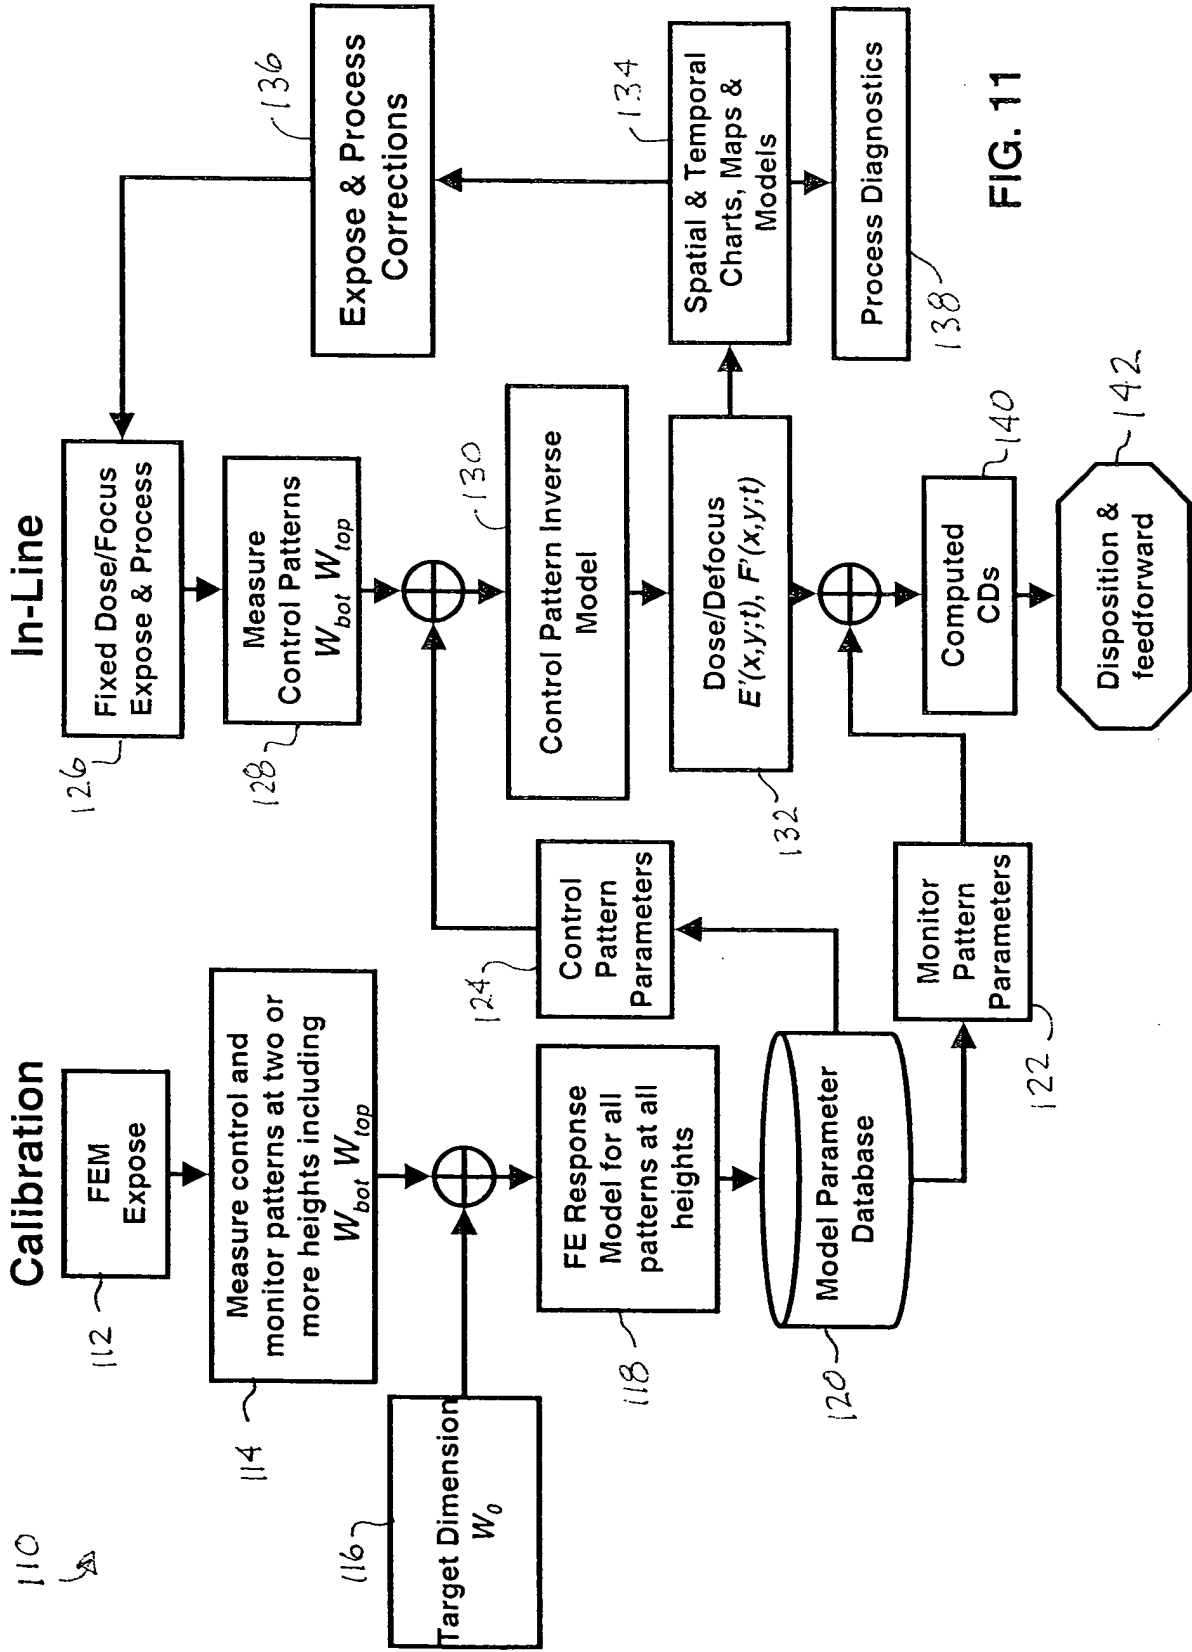 110
Calibration
FEM
Expose
112
Measure control and
monitor patterns at two or
more heights including
W_bot W_top
114
Target Dimension
W_0
116
FE Response
Model for all
patterns at all
heights
118
Model Parameter
Database
120
Control
Pattern
Parameters
124
Monitor
Pattern
Parameters
122
In-Line
Fixed Dose/Focus
Expose & Process
126
Measure
Control Patterns
W_bot W_top
128
Control Pattern Inverse
Model
130
Dose/Defocus
E'(x,y;t), F'(x,y;t)
132
Computed
CDs
140
Disposition &
feedforward
142
Expose & Process
Corrections
136
Spatial & Temporal
Charts, Maps &
Models
134
Process Diagnostics
138
FIG. 11